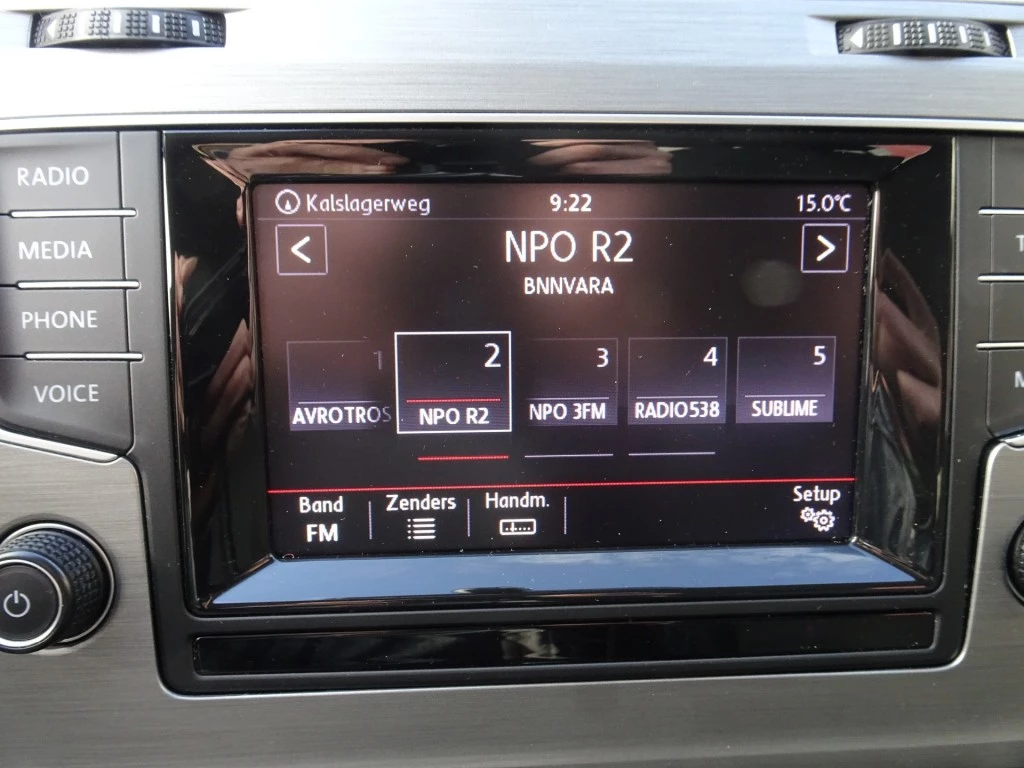 Kalslagerweg 9:22 15.0°C
RADIO
< NPO R2 >
MEDIA
BNNVARA
PHONE
VOICE
1 2 3 4 5
AVROTROS NPO R2 NPO 3FM RADIO538 SUBLIME
Band Zenders Handm. Setup
FM